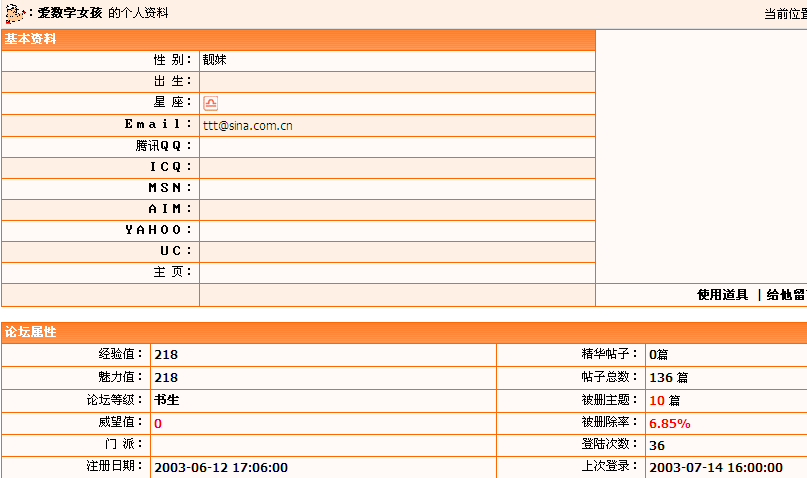 ：爱数学女孩 的个人资料 当前位置
基本资料
性 别： 靓妹
出 生：
星 座：
Email： ttt@sina.com.cn
腾讯QQ：
ICQ：
MSN：
AIM：
YAHOO：
UC：
主 页：
使用道具 | 给他留
论坛属性
经验值： 218 精华帖子： 0篇
魅力值： 218 帖子总数： 136 篇
论坛等级： 书生 被删主题： 10 篇
威望值： 0 被删除率： 6.85%
门 派： 登陆次数： 36
注册日期： 2003-06-12 17:06:00 上次登录： 2003-07-14 16:00:00